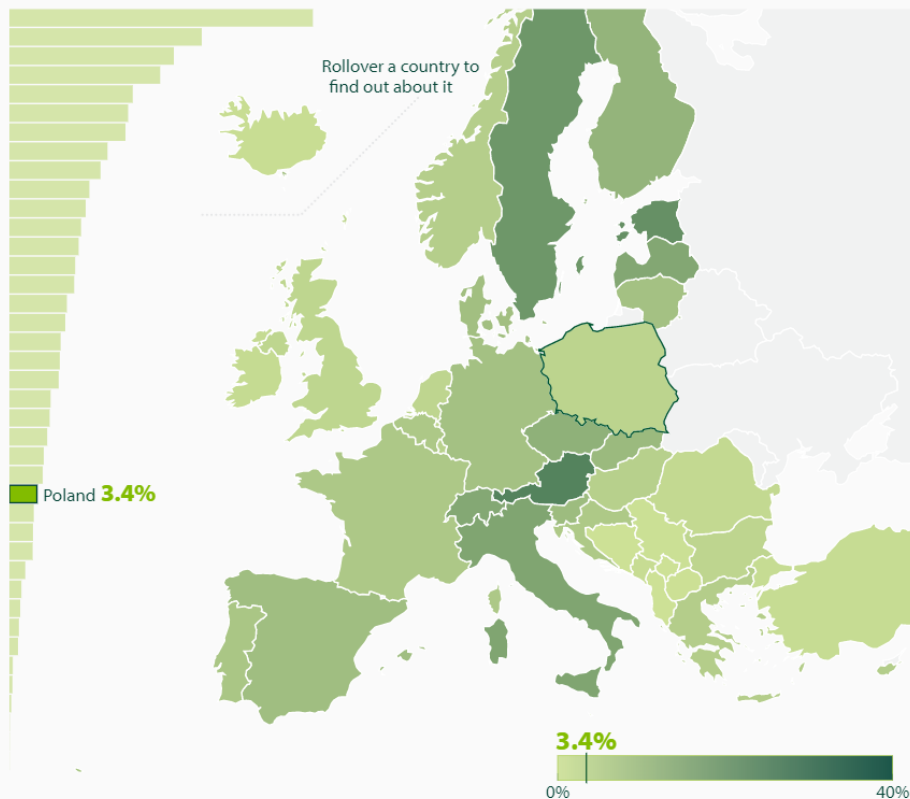 Rollover a country to
find out about it
Poland 3.4%
3.4%
0%
40%